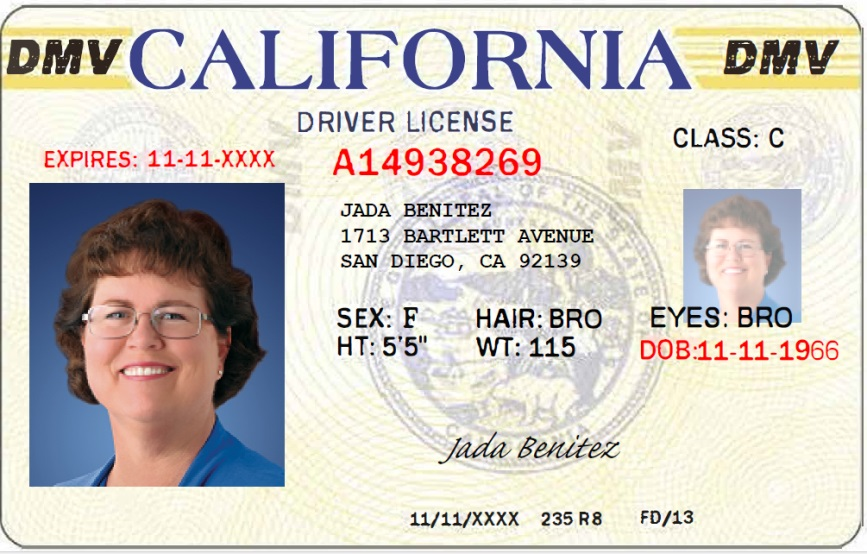 DMV CALIFORNIA DMV
DRIVER LICENSE
CLASS: C
EXPIRES: 11-11-XXXX
A14938269
JADA BENITEZ
1713 BARTLETT AVENUE
SAN DIEGO, CA 92139
SEX: F HAIR: BRO EYES: BRO
HT: 5'5" WT: 115 DOB:11-11-1966
Jada Benitez
11/11/XXXX 235 R8 FD/13